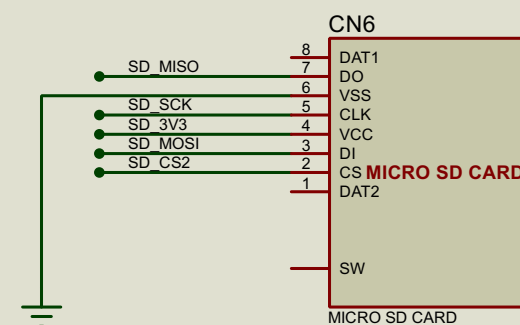 CN6
8 DAT1
SD_MISO 7 DO
6 VSS
SD_SCK 5 CLK
SD_3V3 4 VCC
SD_MOSI 3 DI
SD_CS2 2 CS MICRO SD CARD
1 DAT2
SW
MICRO SD CARD